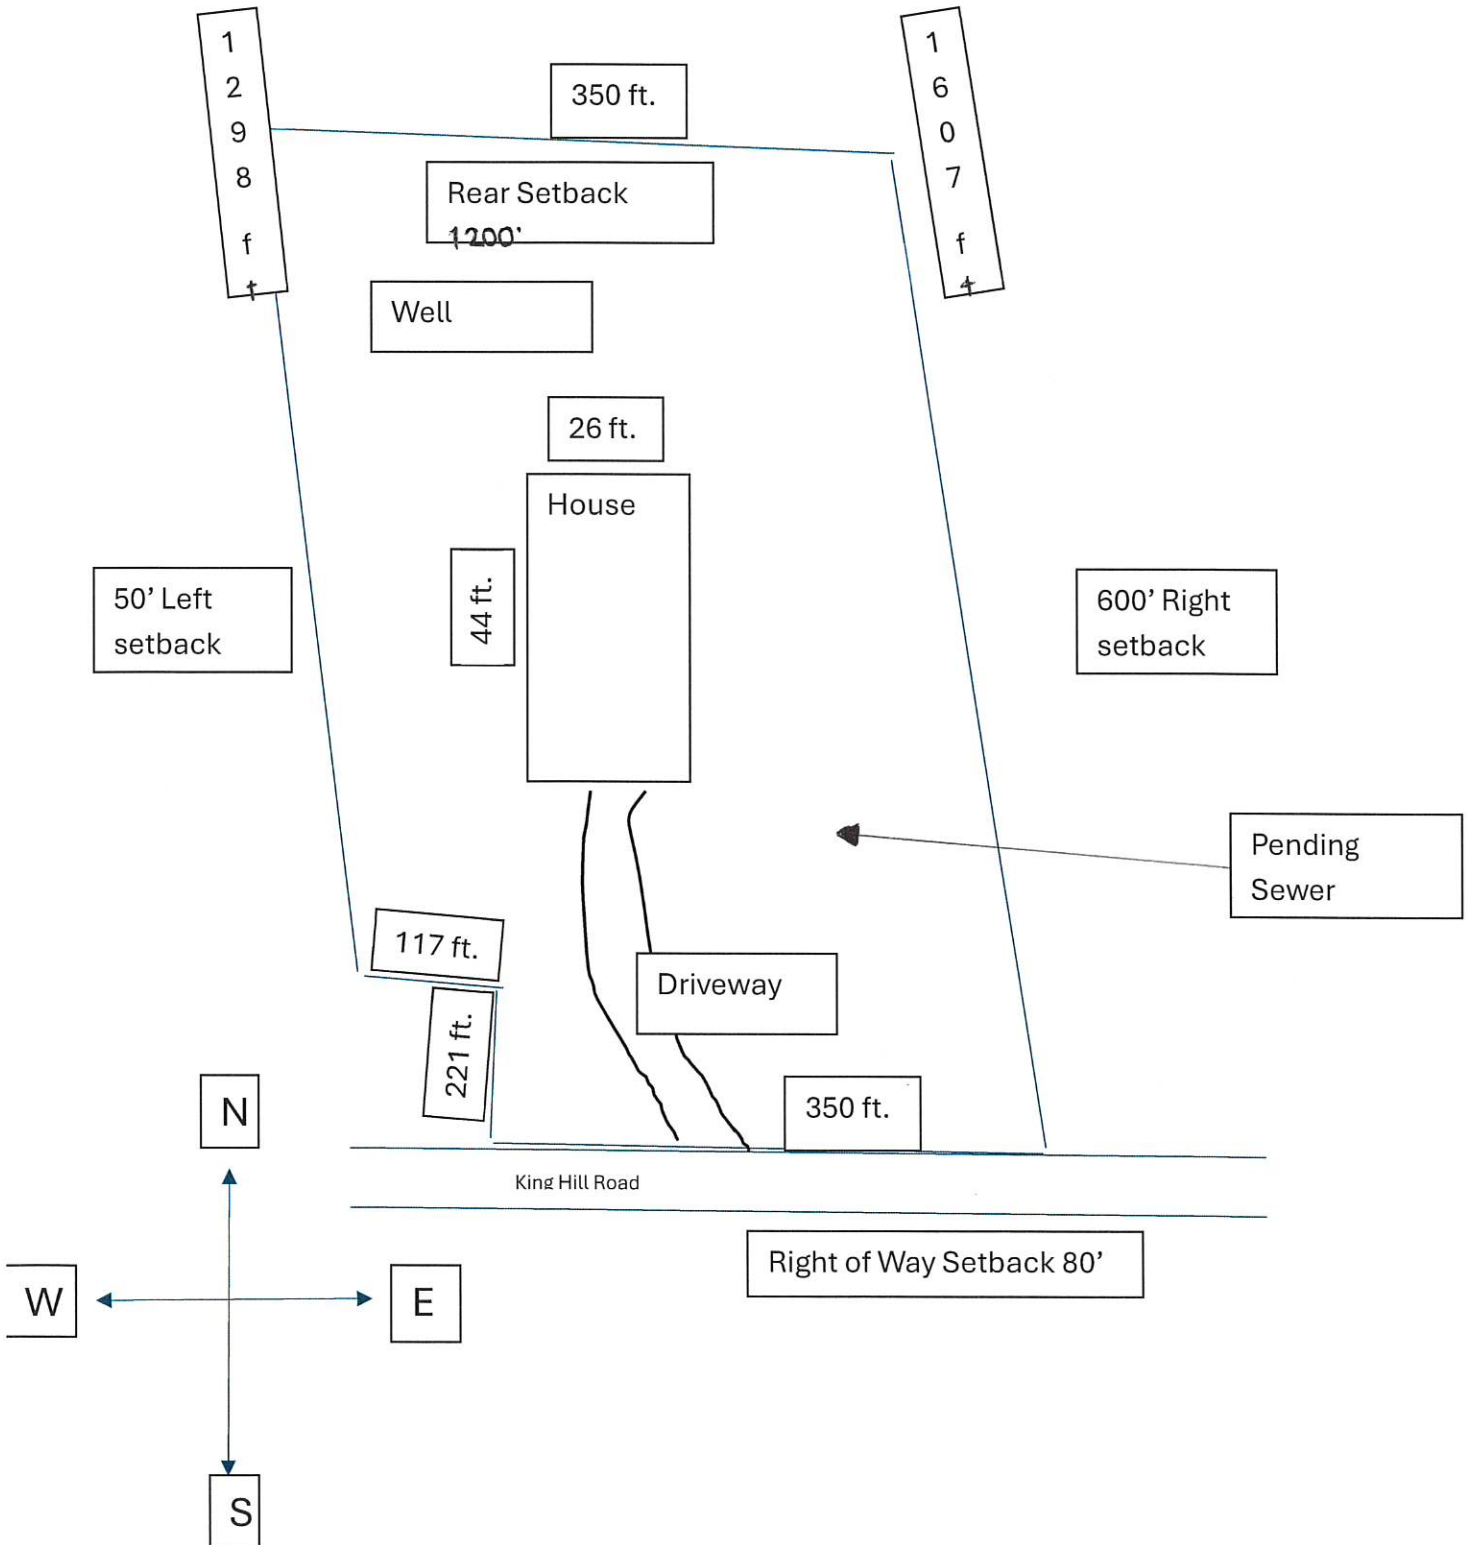 1298 ft
1607 ft
350 ft.
Rear Setback
1200'
Well
26 ft.
House
44 ft.
50’ Left
setback
600’ Right
setback
Pending
Sewer
117 ft.
Driveway
221 ft.
350 ft.
N
King Hill Road
Right of Way Setback 80’
W
E
S